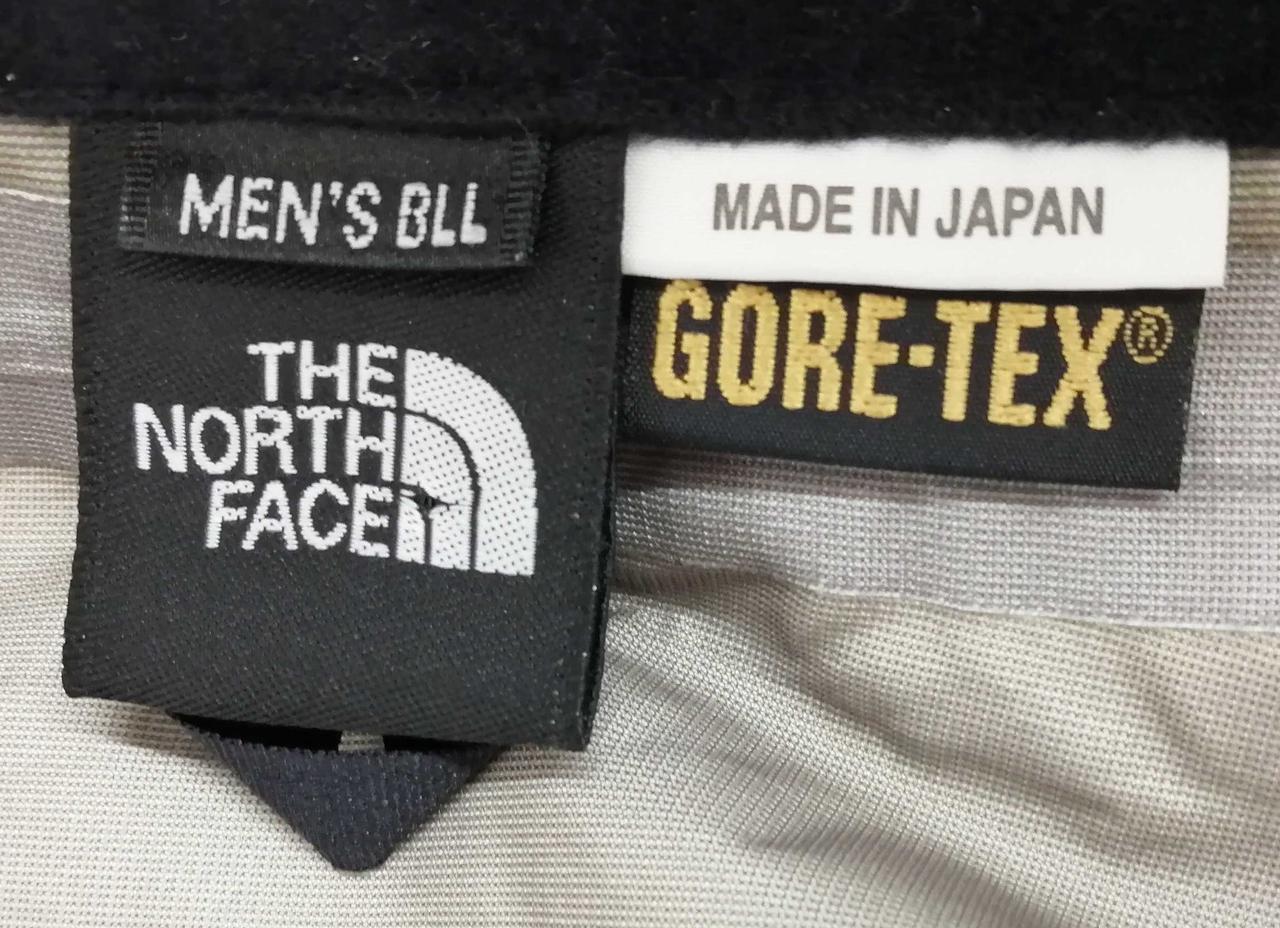 MEN'S BLL
THE
NORTH
FACE
MADE IN JAPAN
GORE-TEX®